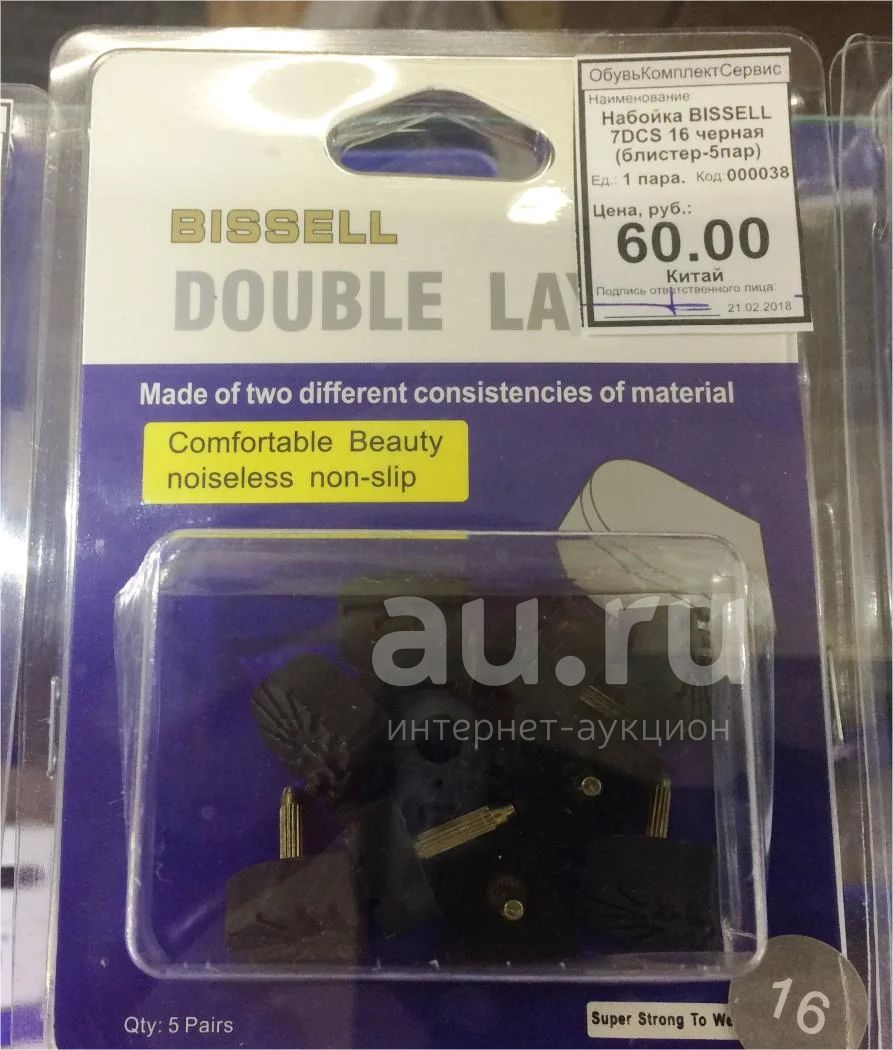 ОбувьКомплектСервис
Наименование:
Набойка BISSELL
7DCS 16 черная
(блистер-5пар)
Ед.: 1 пара. Код: 000038
Цена, руб.:
60.00
Китай
Подпись ответственного лица:
21.02.2018
BISSELL
DOUBLE LA
Made of two different consistencies of material
Comfortable Beauty
noiseless non-slip
au.ru
интернет-аукцион
Qty: 5 Pairs
Super Strong To We
16